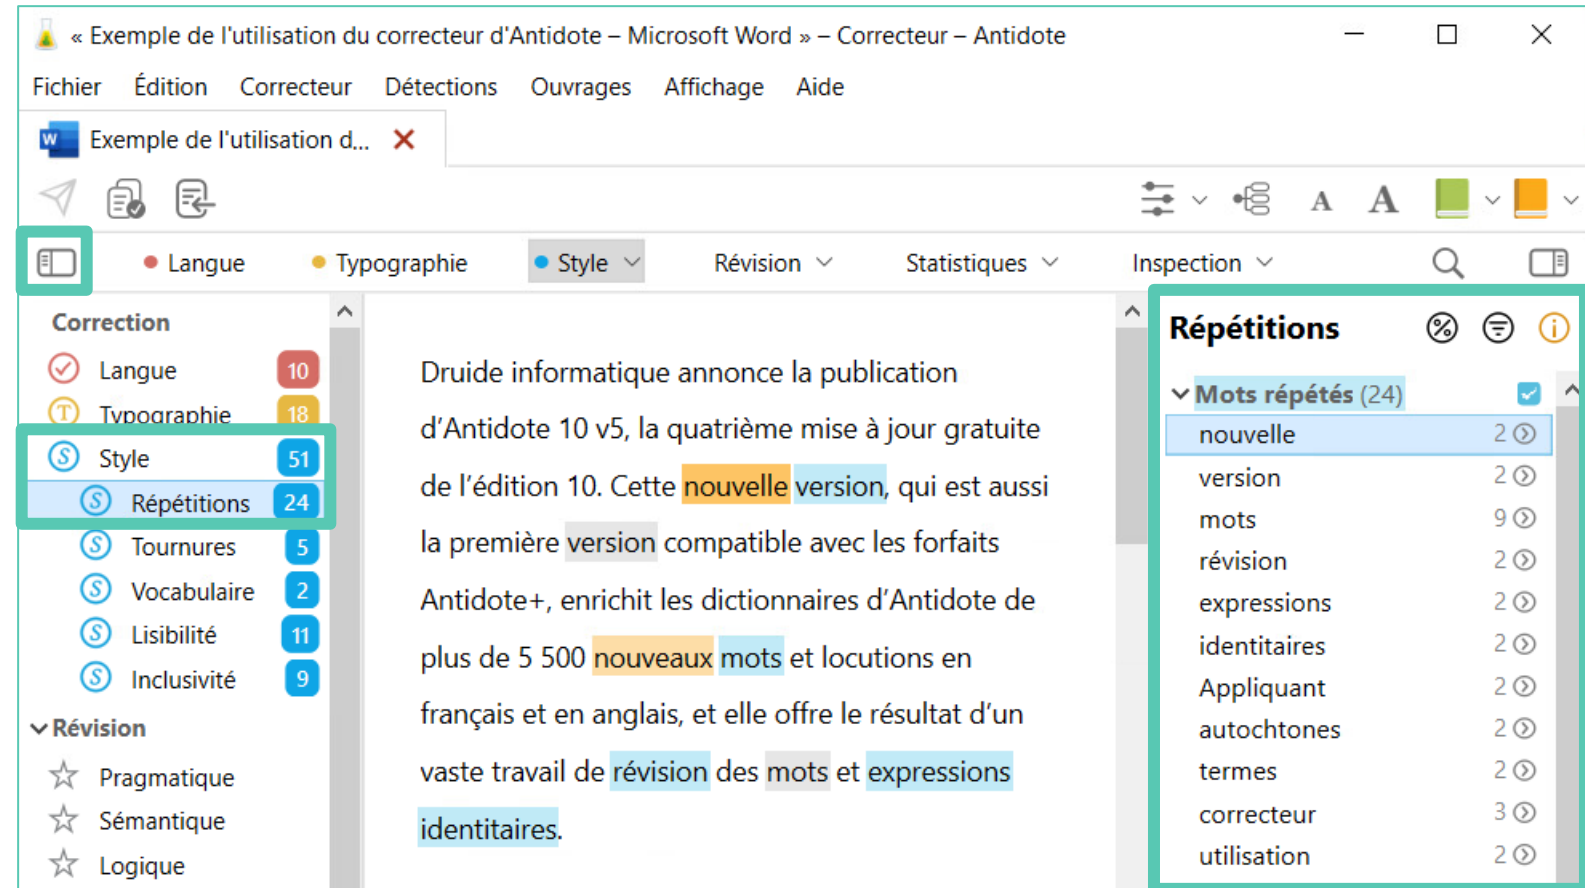 « Exemple de l'utilisation du correcteur d'Antidote – Microsoft Word » – Correcteur – Antidote
Fichier Édition Correcteur Détections Ouvrages Affichage Aide
W Exemple de l'utilisation d...
A A
Langue Typographie Style Révision Statistiques Inspection
Correction
Langue 10
T Typographie 18
S Style 51
S Répétitions 24
S Tournures 5
S Vocabulaire 2
S Lisibilité 11
S Inclusivité 9
Révision
Pragmatique
Sémantique
Logique
Druide informatique annonce la publication
d’Antidote 10 v5, la quatrième mise à jour gratuite
de l’édition 10. Cette nouvelle version, qui est aussi
la première version compatible avec les forfaits
Antidote+, enrichit les dictionnaires d’Antidote de
plus de 5 500 nouveaux mots et locutions en
français et en anglais, et elle offre le résultat d’un
vaste travail de révision des mots et expressions
identitaires.
Répétitions % i
Mots répétés (24)
nouvelle 2
version 2
mots 9
révision 2
expressions 2
identitaires 2
Appliquant 2
autochtones 2
termes 2
correcteur 3
utilisation 2